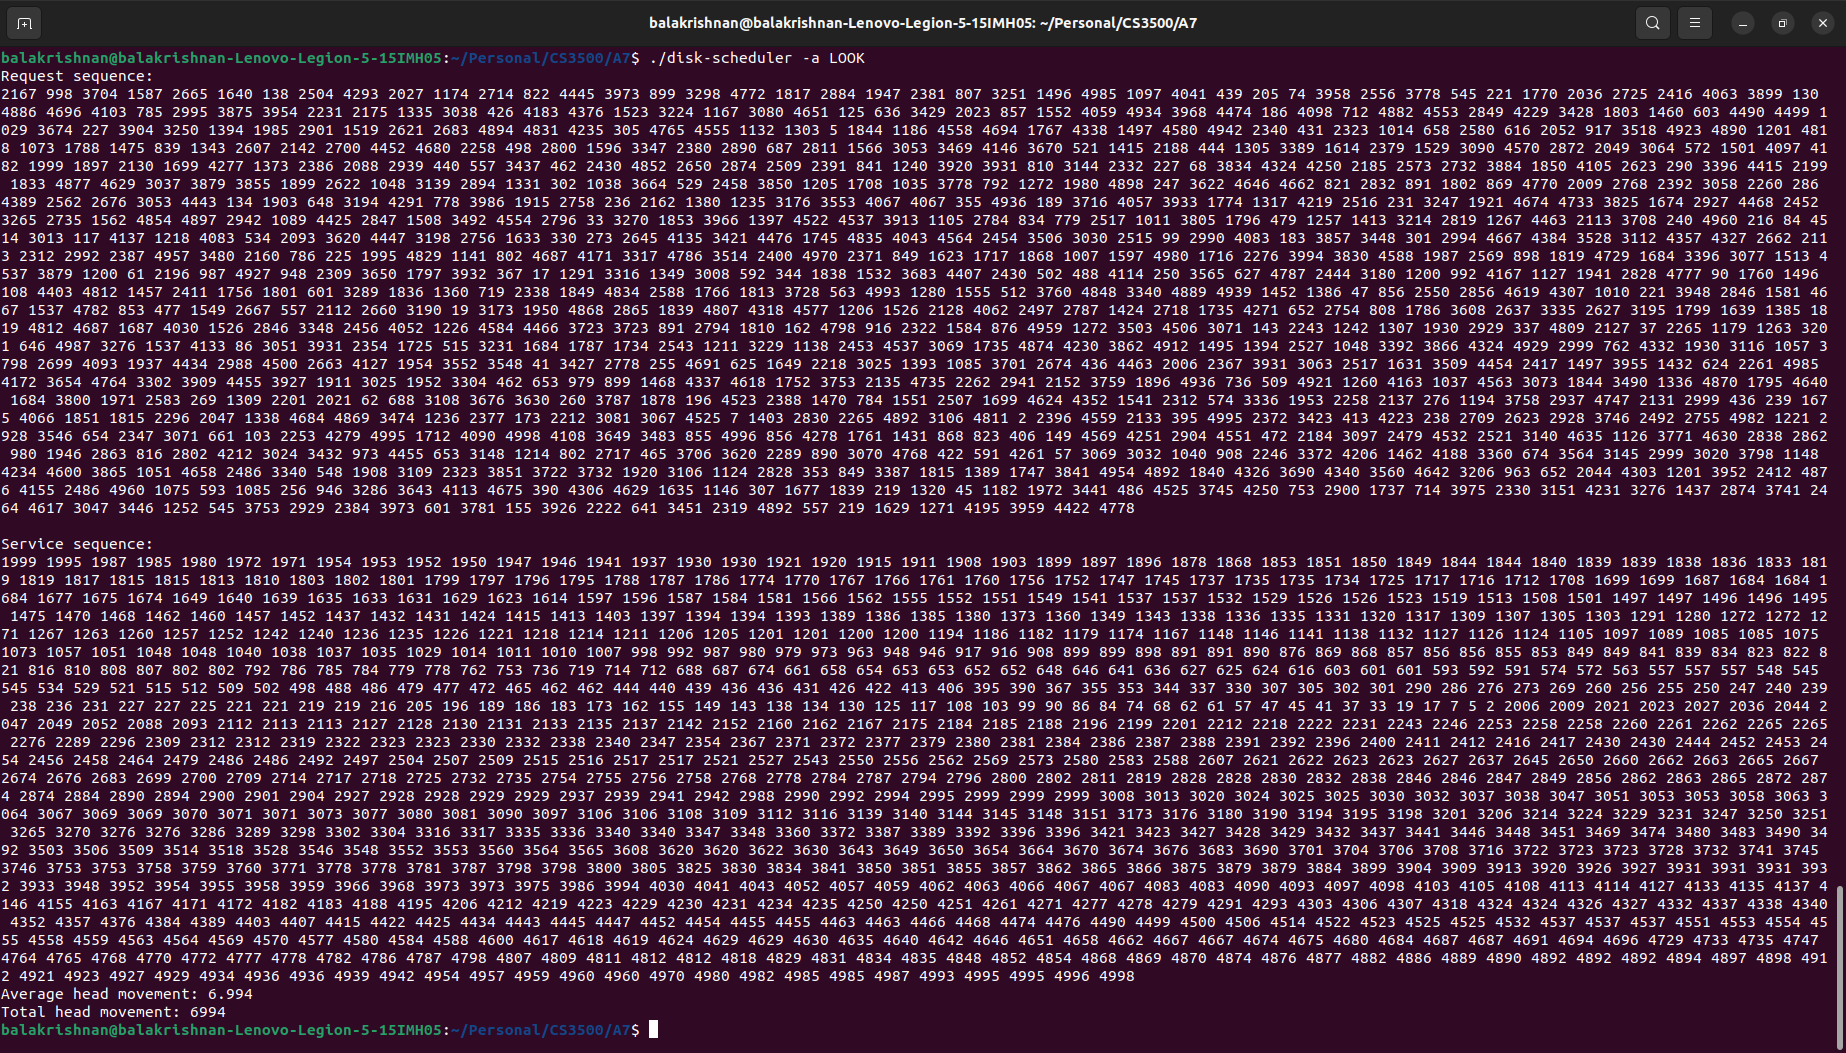 balakrishnan@balakrishnan-Lenovo-Legion-5-15IMH05: ~/Personal/CS3500/A7
balakrishnan@balakrishnan-Lenovo-Legion-5-15IMH05:~/Personal/CS3500/A7$ ./disk-scheduler -a LOOK
Request sequence:
2167 998 3704 1587 2665 1640 138 2504 4293 2027 1174 2714 822 4445 3973 899 3298 4772 1817 2884 1947 2381 807 3251 1496 4985 1097 4041 439 205 74 3958 2556 3778 545 221 1770 2036 2725 2416 4063 3899 130
4886 4696 4103 785 2995 3875 3954 2231 2175 1335 3038 426 4183 4376 1523 3224 1167 3080 4651 125 636 3429 2023 857 1552 4059 4934 3968 4474 186 4098 712 4882 4553 2849 4229 3428 1803 1460 603 4490 4499 1
029 3674 227 3904 3250 1394 1985 2901 1519 2621 2683 4894 4831 4235 305 4765 4555 1132 1303 5 1844 1186 4558 4694 1767 4338 1497 4580 4942 2340 431 2323 1014 658 2580 616 2052 917 3518 4923 4890 1201 481
8 1073 1788 1475 839 1343 2607 2142 2700 4452 4680 2258 498 2800 1596 3347 2380 2890 687 2811 1566 3053 3469 4146 3670 521 1415 2188 444 1305 3389 1614 2379 1529 3090 4570 2872 2049 3064 572 1501 4097 41
82 1999 1897 2130 1699 4277 1373 2386 2088 2939 440 557 3437 462 2430 4852 2650 2874 2509 2391 841 1240 3920 3931 810 3144 2332 227 68 3834 4324 4250 2185 2573 2732 3884 1850 4105 2623 290 3396 4415 2199
1833 4877 4629 3037 3879 3855 1899 2622 1048 3139 2894 1331 302 1038 3664 529 2458 3850 1205 1708 1035 3778 792 1272 1980 4898 247 3622 4646 4662 821 2832 891 1802 869 4770 2009 2768 2392 3058 2260 286
4389 2562 2676 3053 4443 134 1903 648 3194 4291 778 3986 1915 2758 236 2162 1380 1235 3176 3553 4067 4067 355 4936 189 3716 4057 3933 1774 1317 4219 2516 231 3247 1921 4674 4733 3825 1674 2927 4468 2452
3265 2735 1562 4854 4897 2942 1089 4425 2847 1508 3492 4554 2796 33 3270 1853 3966 1397 4522 4537 3913 1105 2784 834 779 2517 1011 3805 1796 479 1257 1413 3214 2819 1267 4463 2113 3708 240 4960 216 84 45
14 3013 117 4137 1218 4083 534 2093 3620 4447 3198 2756 1633 330 273 2645 4135 3421 4476 1745 4835 4043 4564 2454 3506 3030 2515 99 2990 4083 183 3857 3448 301 2994 4667 4384 3528 3112 4357 4327 2662 211
3 2312 2992 2387 4957 3480 2160 786 225 1995 4829 1141 802 4687 4171 3317 4786 3514 2400 4970 2371 849 1623 1717 1868 1007 1597 4980 1716 2276 3994 3830 4588 1987 2569 898 1819 4729 1684 3396 3077 1513 4
537 3879 1200 61 2196 987 4927 948 2309 3650 1797 3932 367 17 1291 3316 1349 3008 592 344 1838 1532 3683 4407 2430 502 488 4114 250 3565 627 4787 2444 3180 1200 992 4167 1127 1941 2828 4777 90 1760 1496
108 4403 4812 1457 2411 1756 1801 601 3289 1836 1360 719 2338 1849 4834 2588 1766 1813 3728 563 4993 1280 1555 512 3760 4848 3340 4889 4939 1452 1386 47 856 2550 2856 4619 4307 1010 221 3948 2846 1581 46
67 1537 4782 853 477 1549 2667 557 2112 2660 3190 19 3173 1950 4868 2865 1839 4807 4318 4577 1206 1526 2128 4062 2497 2787 1424 2718 1735 4271 652 2754 808 1786 3608 2637 3335 2627 3195 1799 1639 1385 18
19 4812 4687 1687 4030 1526 2846 3348 2456 4052 1226 4584 4466 3723 3723 891 2794 1810 162 4798 916 2322 1584 876 4959 1272 3503 4506 3071 143 2243 1242 1307 1930 2929 337 4809 2127 37 2265 1179 1263 320
1 646 4987 3276 1537 4133 86 3051 3931 2354 1725 515 3231 1684 1787 1734 2543 1211 3229 1138 2453 4537 3069 1735 4874 4230 3862 4912 1495 1394 2527 1048 3392 3866 4324 4929 2999 762 4332 1930 3116 1057 3
798 2699 4093 1937 4434 2988 4500 2663 4127 1954 3552 3548 41 3427 2778 255 4691 625 1649 2218 3025 1393 1085 3701 2674 436 4463 2006 2367 3931 3063 2517 1631 3509 4454 2417 1497 3955 1432 624 2261 4985
4172 3654 4764 3302 3909 4455 3927 1911 3025 1952 3304 462 653 979 899 1468 4337 4618 1752 3753 2135 4735 2262 2941 2152 3759 1896 4936 736 509 4921 1260 4163 1037 4563 3073 1844 3490 1336 4870 1795 4640
1684 3800 1971 2583 269 1309 2201 2021 62 688 3108 3676 3630 260 3787 1878 196 4523 2388 1470 784 1551 2507 1699 4624 4352 1541 2312 574 3336 1953 2258 2137 276 1194 3758 2937 4747 2131 2999 436 239 167
5 4066 1851 1815 2296 2047 1338 4684 4869 3474 1236 2377 173 2212 3081 3067 4525 7 1403 2830 2265 4892 3106 4811 2 2396 4559 2133 395 4995 2372 3423 413 4223 238 2709 2623 2928 3746 2492 2755 4982 1221 2
928 3546 654 2347 3071 661 103 2253 4279 4995 1712 4090 4998 4108 3649 3483 855 4996 856 4278 1761 1431 868 823 406 149 4569 4251 2904 4551 472 2184 3097 2479 4532 2521 3140 4635 1126 3771 4630 2838 2862
980 1946 2863 816 2802 4212 3024 3432 973 4455 653 3148 1214 802 2717 465 3706 3620 2289 890 3070 4768 422 591 4261 57 3069 3032 1040 908 2246 3372 4206 1462 4188 3360 674 3564 3145 2999 3020 3798 1148
4234 4600 3865 1051 4658 2486 3340 548 1908 3109 2323 3851 3722 3732 1920 3106 1124 2828 353 849 3387 1815 1389 1747 3841 4954 4892 1840 4326 3690 4340 3560 4642 3206 963 652 2044 4303 1201 3952 2412 487
6 4155 2486 4960 1075 593 1085 256 946 3286 3643 4113 4675 390 4306 4629 1635 1146 307 1677 1839 219 1320 45 1182 1972 3441 486 4525 3745 4250 753 2900 1737 714 3975 2330 3151 4231 3276 1437 2874 3741 24
64 4617 3047 3446 1252 545 3753 2929 2384 3973 601 3781 155 3926 2222 641 3451 2319 4892 557 219 1629 1271 4195 3959 4422 4778
Service sequence:
1999 1995 1987 1985 1980 1972 1971 1954 1953 1952 1950 1947 1946 1941 1937 1930 1930 1921 1920 1915 1911 1908 1903 1899 1897 1896 1878 1868 1853 1851 1850 1849 1844 1844 1840 1839 1839 1838 1836 1833 181
9 1819 1817 1815 1815 1813 1810 1803 1802 1801 1799 1797 1796 1795 1788 1787 1786 1774 1770 1767 1766 1761 1760 1756 1752 1747 1745 1737 1735 1735 1734 1725 1717 1716 1712 1708 1699 1699 1687 1684 1684 1
684 1677 1675 1674 1649 1640 1639 1635 1633 1631 1629 1623 1614 1597 1596 1587 1584 1581 1566 1562 1555 1552 1551 1549 1541 1537 1537 1532 1529 1526 1526 1523 1519 1513 1508 1501 1497 1497 1496 1496 1495
1475 1470 1468 1462 1460 1457 1452 1437 1432 1431 1424 1415 1413 1403 1397 1394 1394 1393 1389 1386 1385 1380 1373 1360 1349 1343 1338 1336 1335 1331 1320 1317 1309 1307 1305 1303 1291 1280 1272 1272 12
71 1267 1263 1260 1257 1252 1242 1240 1236 1235 1226 1221 1218 1214 1211 1206 1205 1201 1201 1200 1200 1194 1186 1182 1179 1174 1167 1148 1146 1141 1138 1132 1127 1126 1124 1105 1097 1089 1085 1085 1075
1073 1057 1051 1048 1048 1040 1038 1037 1035 1029 1014 1011 1010 1007 998 992 987 980 979 973 963 948 946 917 916 908 899 899 898 891 891 890 876 869 868 857 856 856 855 853 849 849 841 839 834 823 822 8
21 816 810 808 807 802 802 792 786 785 784 779 778 762 753 736 719 714 712 688 687 674 661 658 654 653 653 652 652 648 646 641 636 627 625 624 616 603 601 601 593 592 591 574 572 563 557 557 557 548 545
545 534 529 521 515 512 509 502 498 488 486 479 477 472 465 462 462 444 440 439 436 436 431 426 422 413 406 395 390 367 355 353 344 337 330 307 305 302 301 290 286 276 273 269 260 256 255 250 247 240 239
238 236 231 227 227 225 221 221 219 219 216 205 196 189 186 183 173 162 155 149 143 138 134 130 125 117 108 103 99 90 86 84 74 68 62 61 57 47 45 41 37 33 19 17 7 5 2 2006 2009 2021 2023 2027 2036 2044 2
047 2049 2052 2088 2093 2112 2113 2113 2127 2128 2130 2131 2133 2135 2137 2142 2152 2160 2162 2167 2175 2184 2185 2188 2196 2199 2201 2212 2218 2222 2231 2243 2246 2253 2258 2258 2260 2261 2262 2265 2265
2276 2289 2296 2309 2312 2312 2319 2322 2323 2323 2330 2332 2338 2340 2347 2354 2367 2371 2372 2377 2379 2380 2381 2384 2386 2387 2388 2391 2392 2396 2400 2411 2412 2416 2417 2430 2430 2444 2452 2453 24
54 2456 2458 2464 2479 2486 2486 2492 2497 2504 2507 2509 2515 2516 2517 2517 2521 2527 2543 2550 2556 2562 2569 2573 2580 2583 2588 2607 2621 2622 2623 2623 2627 2637 2645 2650 2660 2662 2663 2665 2667
2674 2676 2683 2699 2700 2709 2714 2717 2718 2725 2732 2735 2754 2755 2756 2758 2768 2778 2784 2787 2794 2796 2800 2802 2811 2819 2828 2828 2830 2832 2838 2846 2846 2847 2849 2856 2862 2863 2865 2872 287
4 2874 2884 2890 2894 2900 2901 2904 2927 2928 2928 2929 2929 2937 2939 2941 2942 2988 2990 2992 2994 2995 2999 2999 2999 3008 3013 3020 3024 3025 3025 3030 3032 3037 3038 3047 3051 3053 3053 3058 3063 3
064 3067 3069 3069 3070 3071 3071 3073 3077 3080 3081 3090 3097 3106 3106 3108 3109 3112 3116 3139 3140 3144 3145 3148 3151 3173 3176 3180 3190 3194 3195 3198 3201 3206 3214 3224 3229 3231 3247 3250 3251
3265 3270 3276 3276 3286 3289 3298 3302 3304 3316 3317 3335 3336 3340 3340 3347 3348 3360 3372 3387 3389 3392 3396 3396 3421 3423 3427 3428 3429 3432 3437 3441 3446 3448 3451 3469 3474 3480 3483 3490 34
92 3503 3506 3509 3514 3518 3528 3546 3548 3552 3553 3560 3564 3565 3608 3620 3620 3622 3630 3643 3649 3650 3654 3664 3670 3674 3676 3683 3690 3701 3704 3706 3708 3716 3722 3723 3723 3728 3732 3741 3745
3746 3753 3753 3758 3759 3760 3771 3778 3778 3781 3787 3798 3798 3800 3805 3825 3830 3834 3841 3850 3851 3855 3857 3862 3865 3866 3875 3879 3879 3884 3899 3904 3909 3913 3920 3926 3927 3931 3931 3931 393
2 3933 3948 3952 3954 3955 3958 3959 3966 3968 3973 3973 3975 3986 3994 4030 4041 4043 4052 4057 4059 4062 4063 4066 4067 4067 4083 4083 4090 4093 4097 4098 4103 4105 4108 4113 4114 4127 4133 4135 4137 4
146 4155 4163 4167 4171 4172 4182 4183 4188 4195 4206 4212 4219 4223 4229 4230 4231 4234 4235 4250 4250 4251 4261 4271 4277 4278 4279 4291 4293 4303 4306 4307 4318 4324 4324 4326 4327 4332 4337 4338 4340
4352 4357 4376 4384 4389 4403 4407 4415 4422 4425 4434 4443 4445 4447 4452 4454 4455 4455 4463 4463 4466 4468 4474 4476 4490 4499 4500 4506 4514 4522 4523 4525 4525 4532 4537 4537 4537 4551 4553 4554 45
55 4558 4559 4563 4564 4569 4570 4577 4580 4584 4588 4600 4617 4618 4619 4624 4629 4629 4630 4635 4640 4642 4646 4651 4658 4662 4667 4667 4674 4675 4680 4684 4687 4687 4691 4694 4696 4729 4733 4735 4747
4764 4765 4768 4770 4772 4777 4778 4782 4786 4787 4798 4807 4809 4811 4812 4812 4818 4829 4831 4834 4835 4848 4852 4854 4868 4869 4870 4874 4876 4877 4882 4886 4889 4890 4892 4892 4892 4894 4897 4898 491
2 4921 4923 4927 4929 4934 4936 4936 4939 4942 4954 4957 4959 4960 4960 4970 4980 4982 4985 4985 4987 4993 4995 4995 4996 4998
Average head movement: 6.994
Total head movement: 6994
balakrishnan@balakrishnan-Lenovo-Legion-5-15IMH05:~/Personal/CS3500/A7$